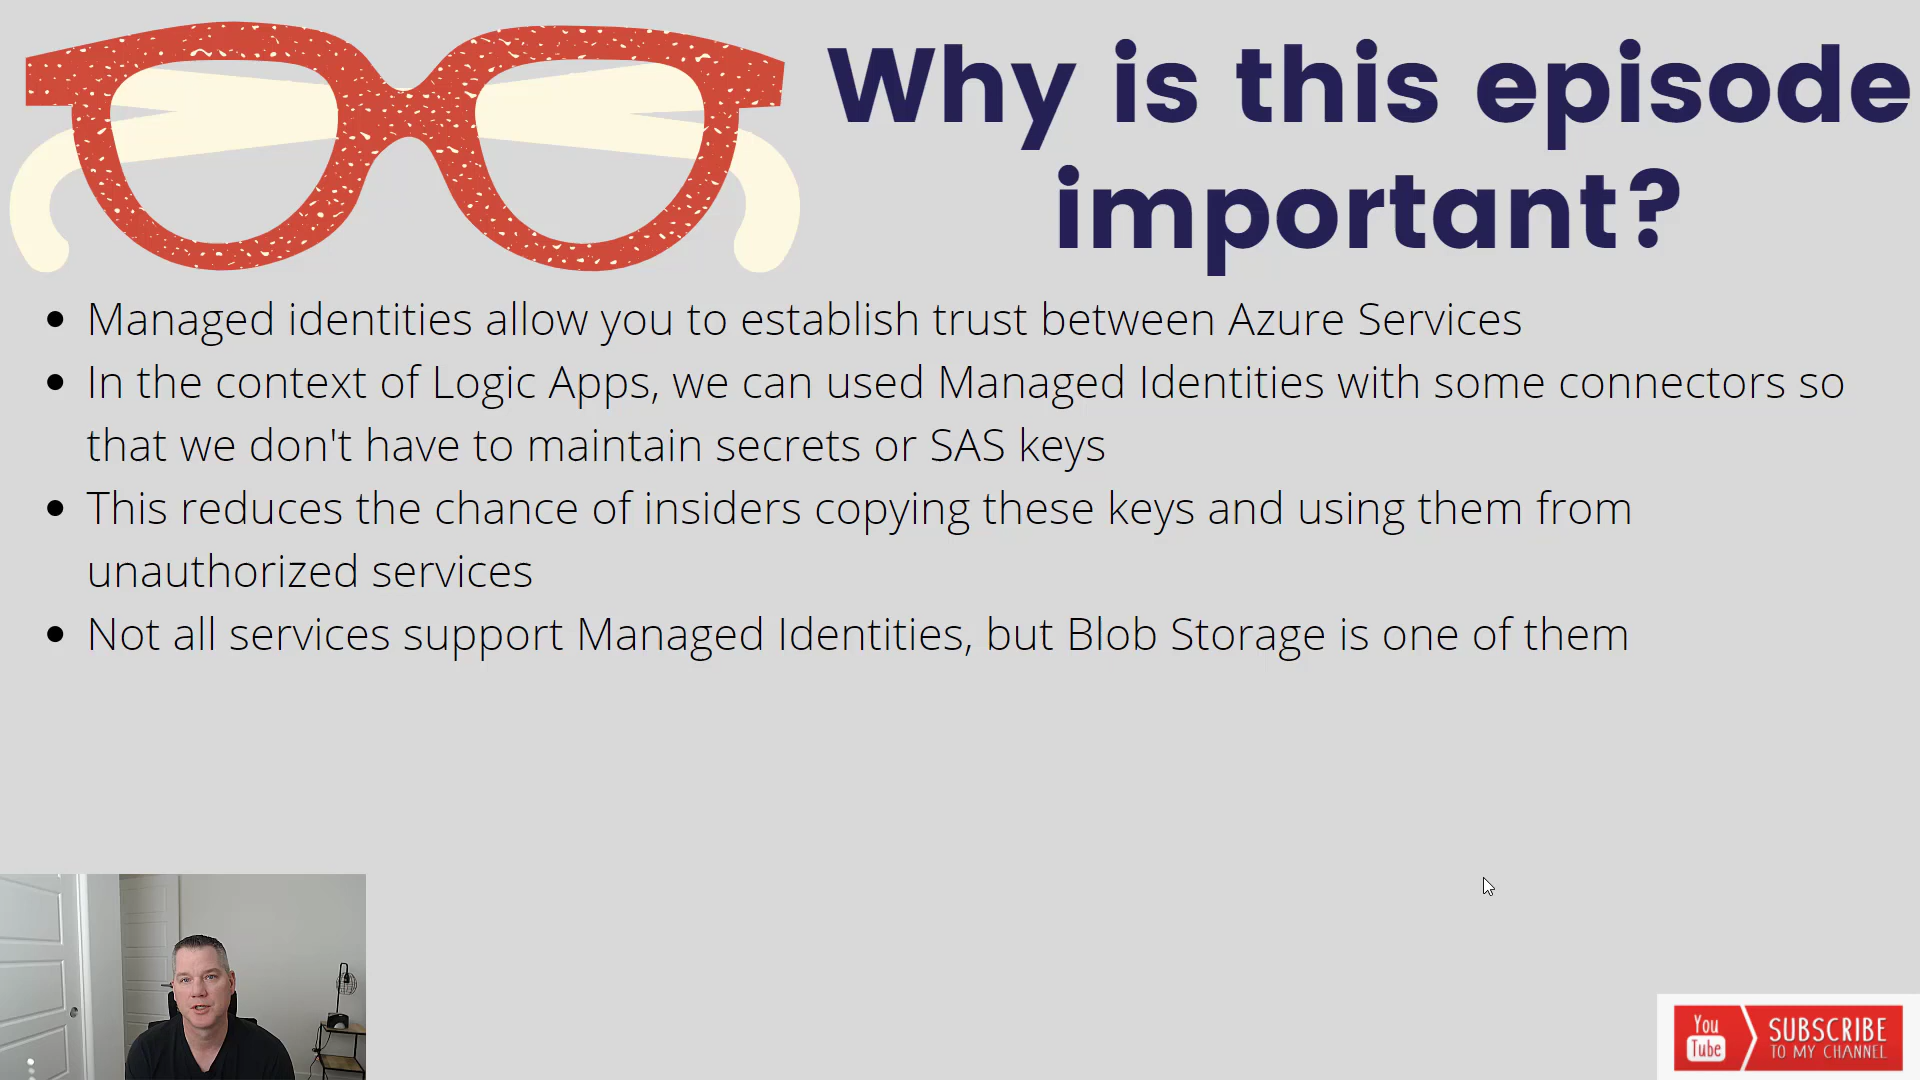 Why is this episode
important?
• Managed identities allow you to establish trust between Azure Services
• In the context of Logic Apps, we can used Managed Identities with some connectors so
that we don't have to maintain secrets or SAS keys
• This reduces the chance of insiders copying these keys and using them from
unauthorized services
• Not all services support Managed Identities, but Blob Storage is one of them
You
Tube
SUBSCRIBE
TO MY CHANNEL